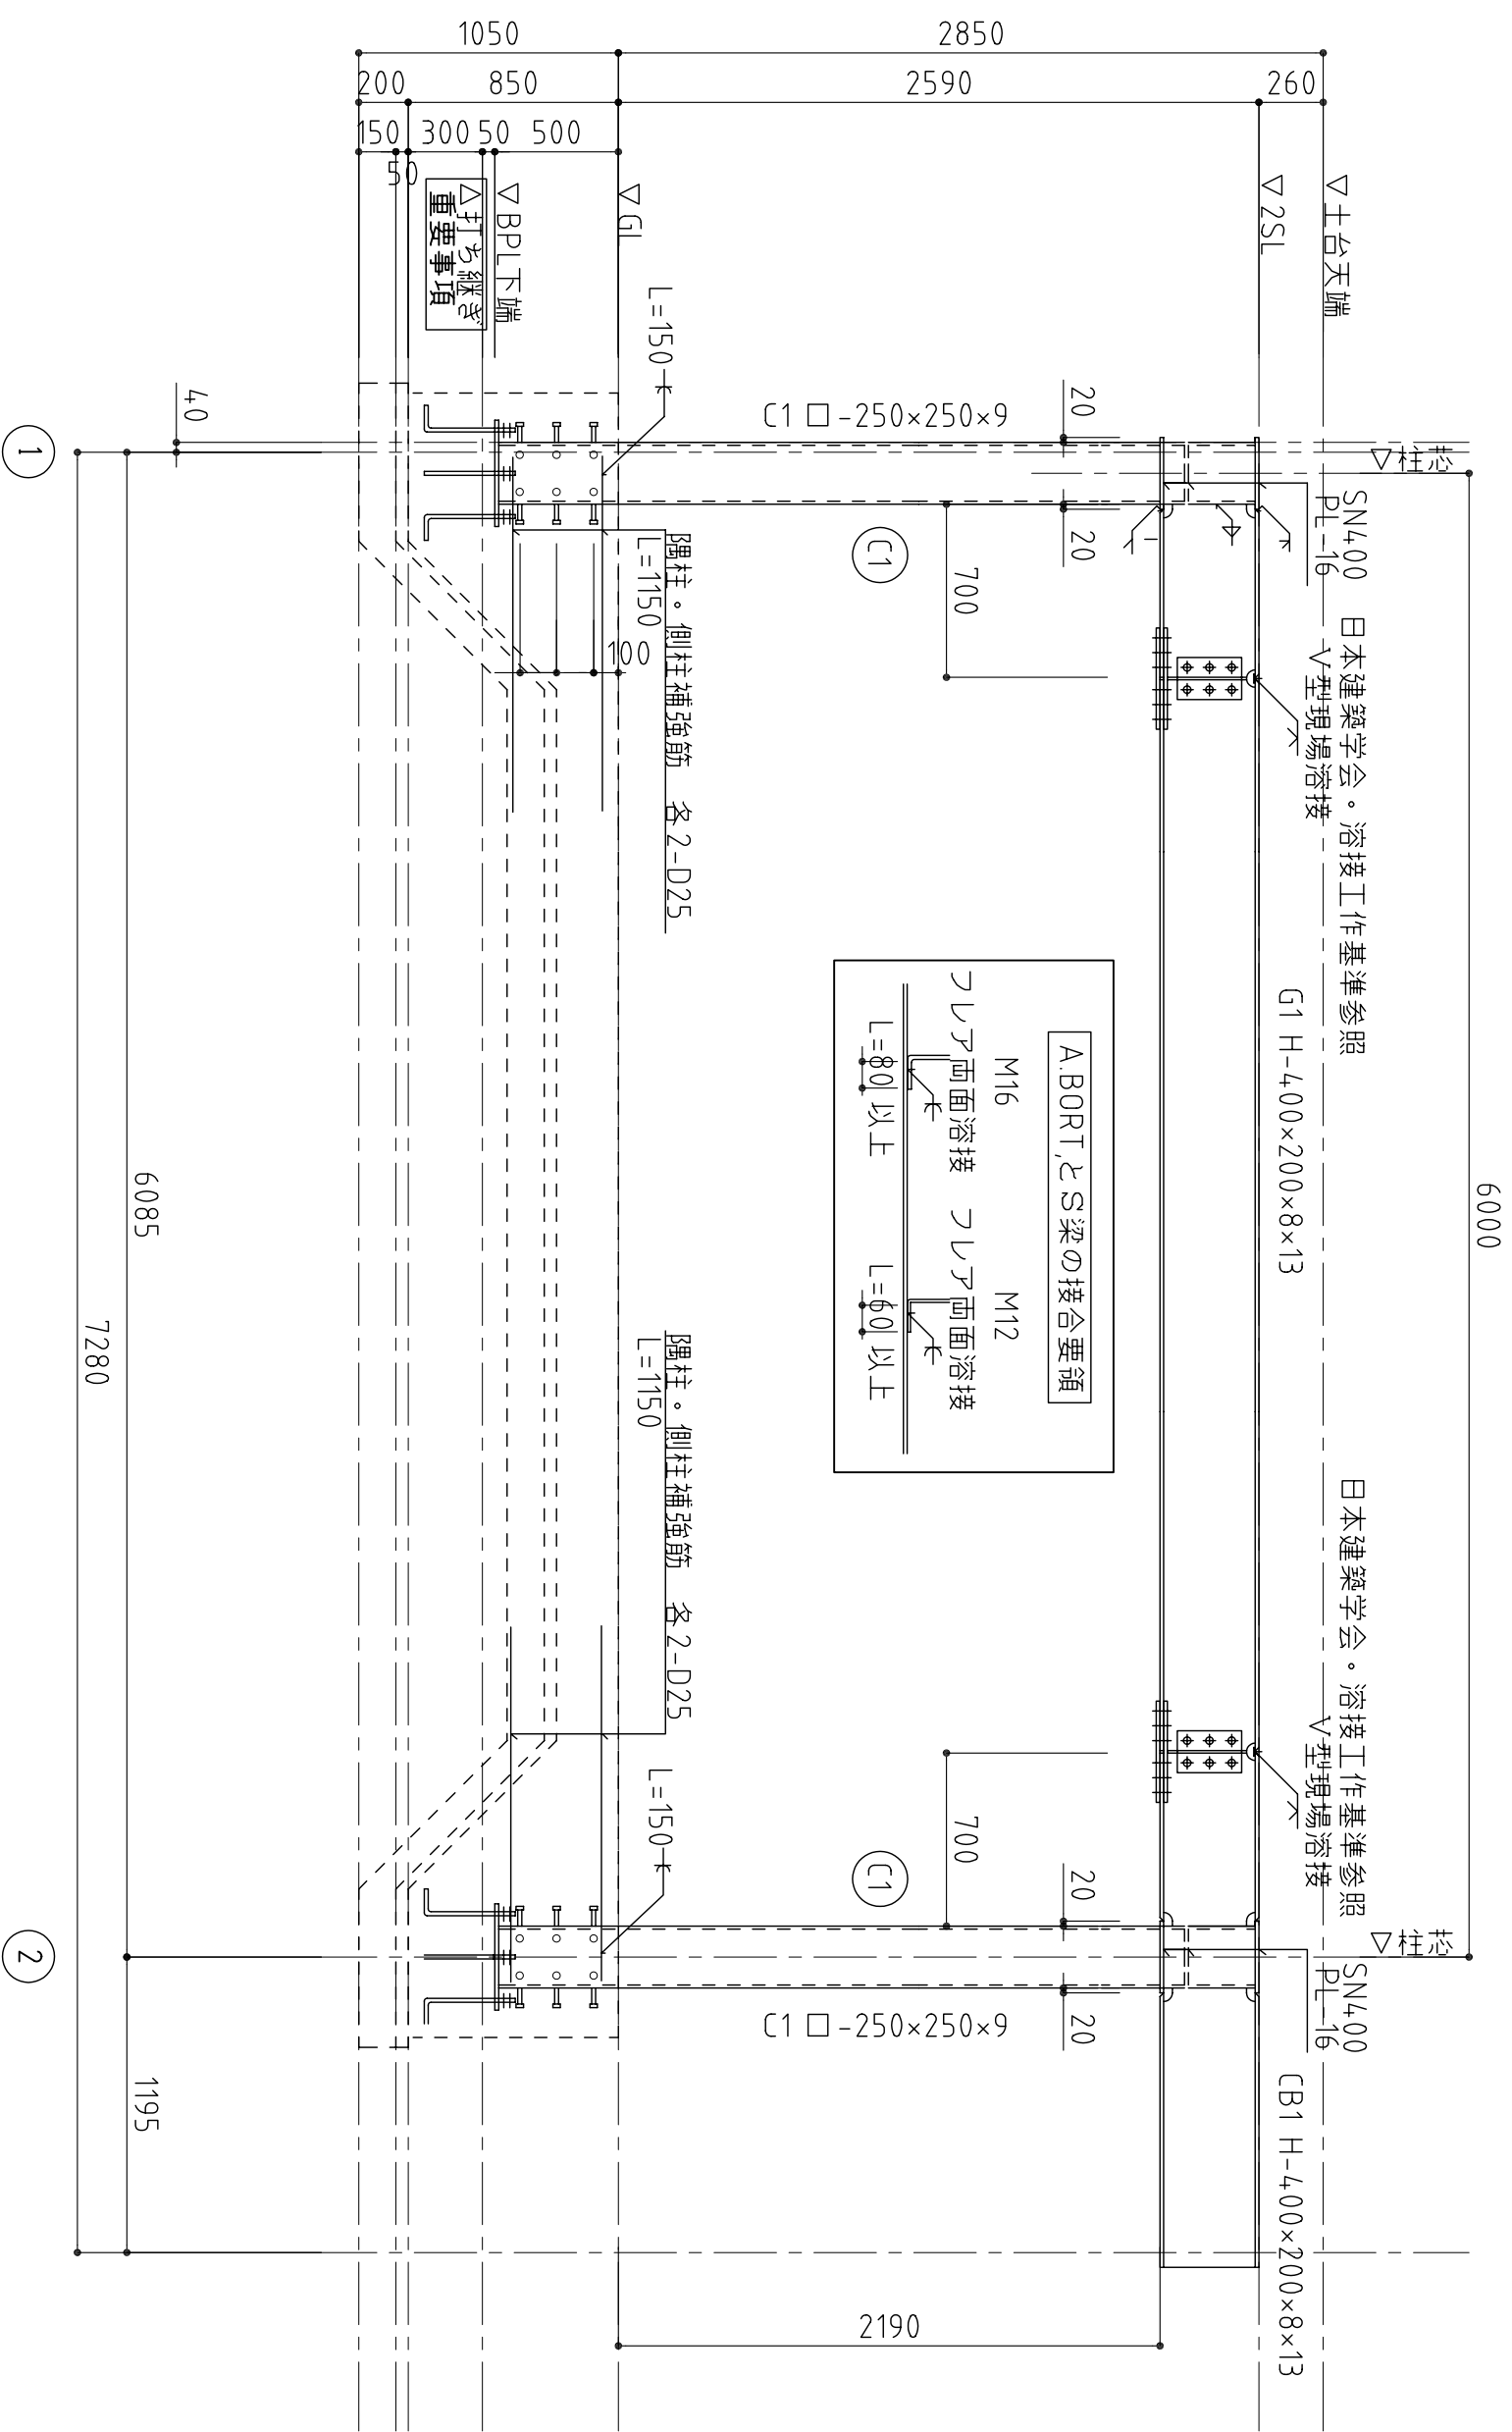 6000
▽柱芯
▽柱芯
SN400
PL-16
日本建築学会・溶接工作基準参照
V型現場溶接
日本建築学会・溶接工作基準参照
V型現場溶接
SN400
PL-16
▽土台天端
▽2SL
G1 H-400×200×8×13
CB1 H-400×200×8×13
260
2590
2850
20
20
20
20
700
700
C1
C1
C1 □-250×250×9
C1 □-250×250×9
2190
A.BORT,とS梁の接合要領
M16
M12
フレア両面溶接
フレア両面溶接
L=80 以上
L=60 以上
▽GL
L=150
L=150
隅柱・側柱補強筋 各2-D25
L=1150
隅柱・側柱補強筋 各2-D25
L=1150
100
▽BPL下端
▽打ち継ぎ
重要事項
500
50
300
50
150
850
200
1050
40
6085
1195
7280
1
2